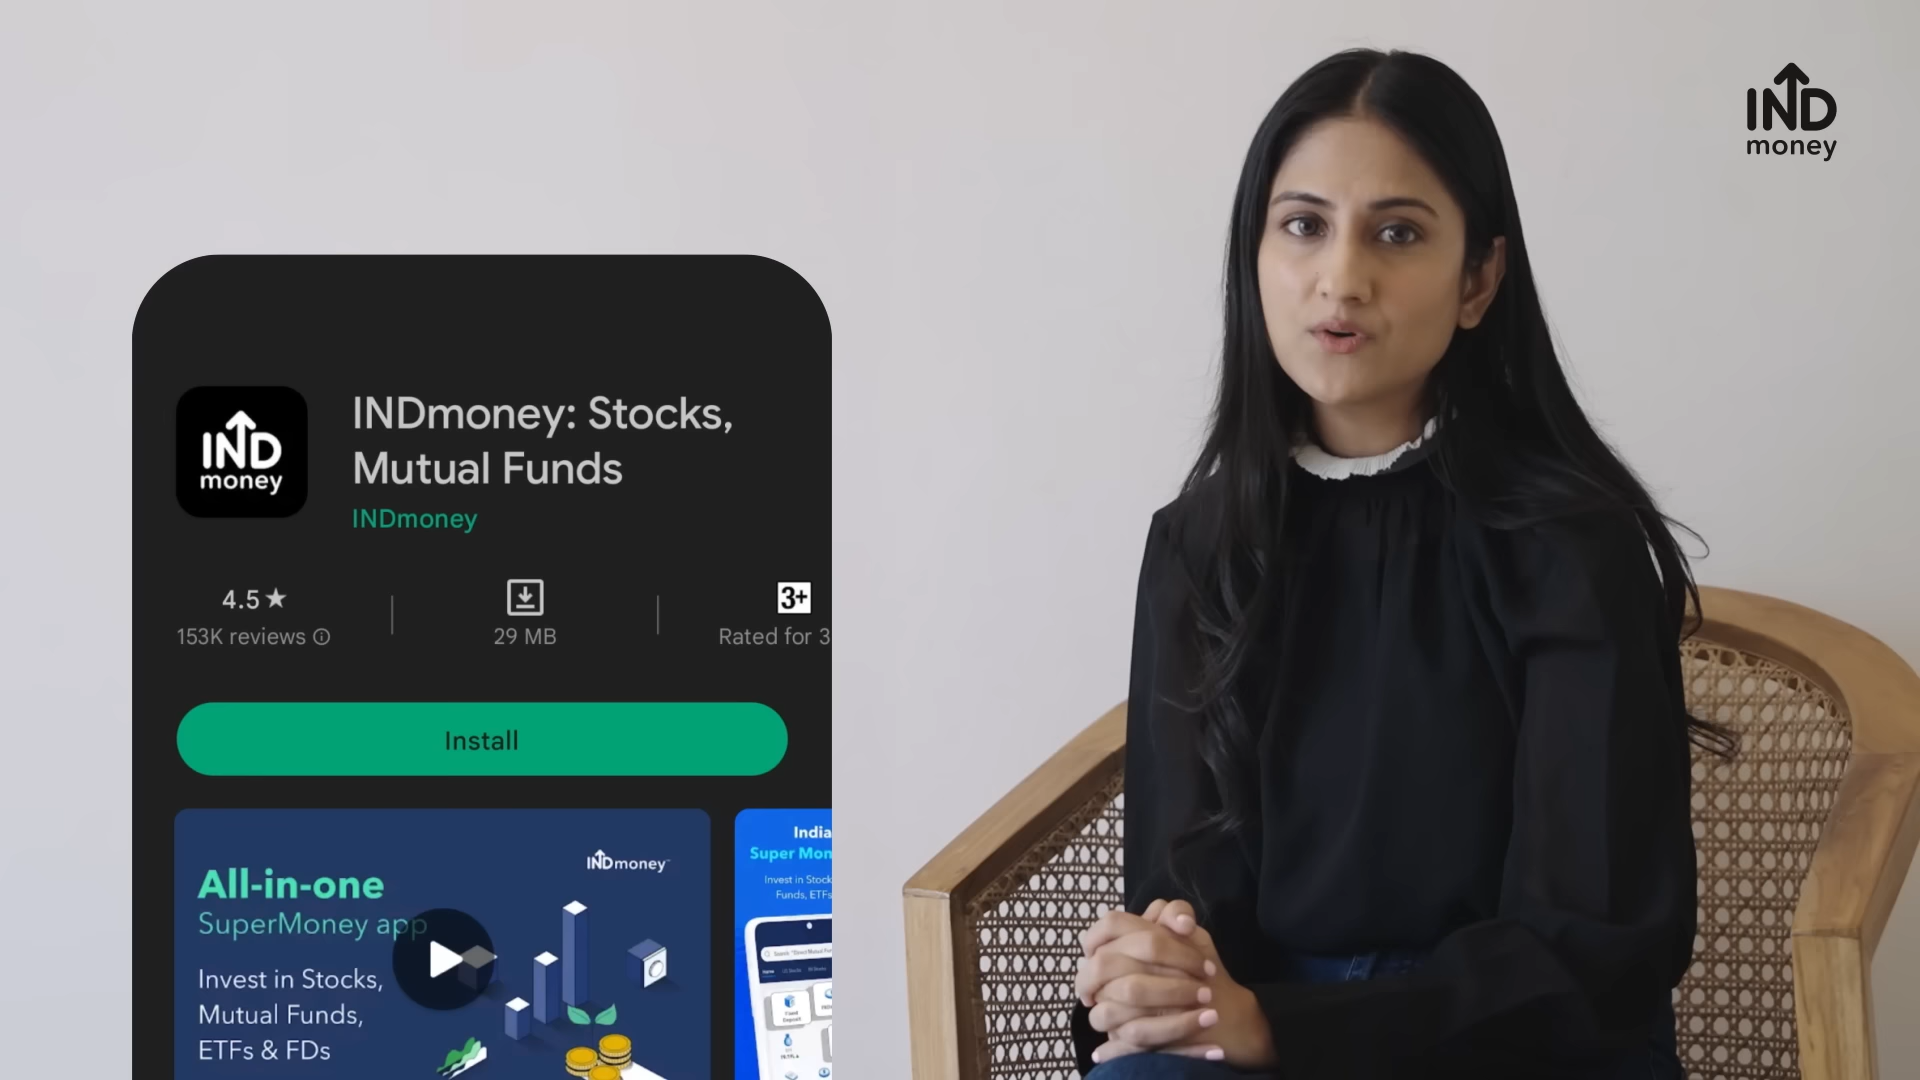 IND
money
IND
money
INDmoney: Stocks,
Mutual Funds
INDmoney
4.5★
153K reviews
29 MB
3+
Rated for 3
Install
INDmoney
All-in-one
SuperMoney app
Invest in Stocks,
Mutual Funds,
ETFs & FDs
India
Super Mon
Invest in Stock
Funds, ETFs